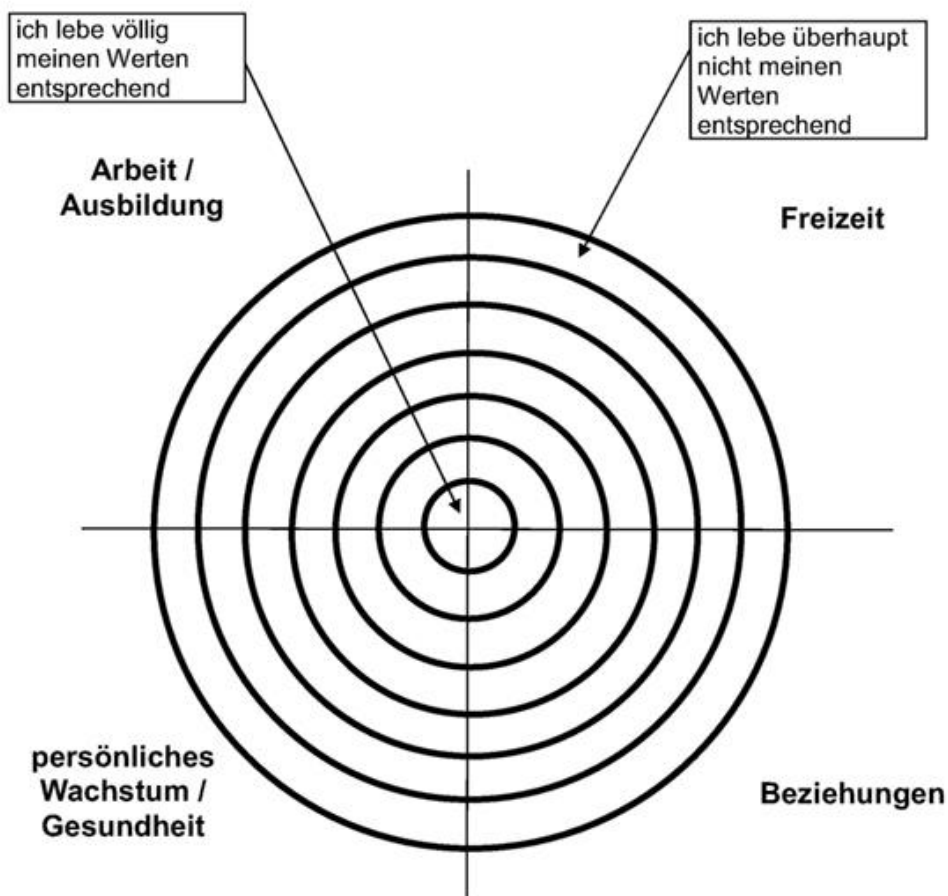 ich lebe völlig
meinen Werten
entsprechend
ich lebe überhaupt
nicht meinen
Werten
entsprechend
Arbeit /
Ausbildung
Freizeit
persönliches
Wachstum /
Gesundheit
Beziehungen